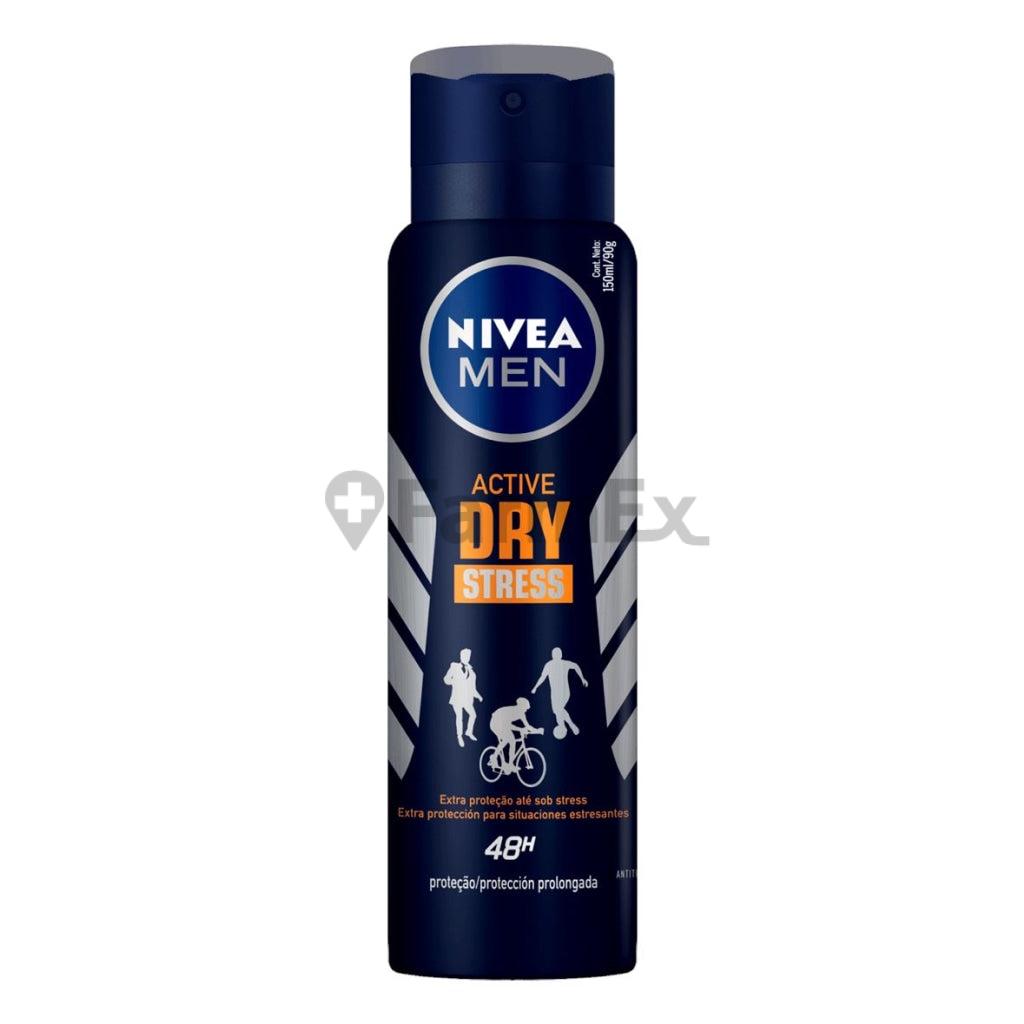 Cont. Neto:
150ml/90g
NIVEA
MEN
ACTIVE
DRY
STRESS
FarmEx
Extra proteção até sob stress
Extra protección para situaciones estresantes
48H
proteção/protección prolongada